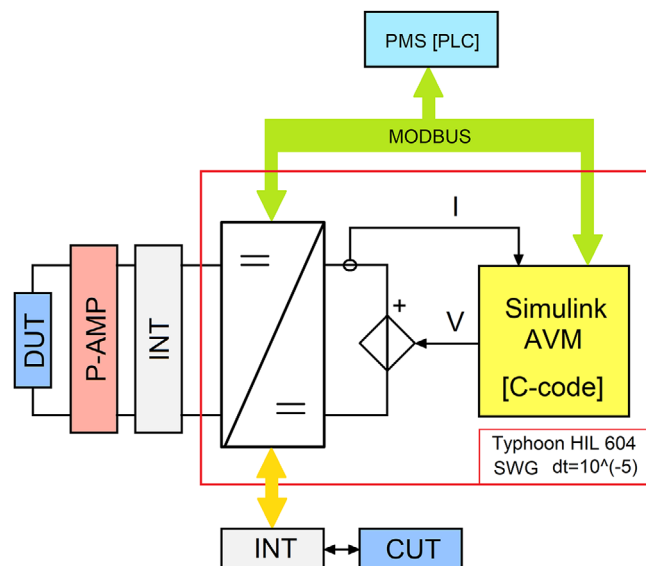 PMS [PLC]
MODBUS
I
DUT
P-AMP
INT
+
V
Simulink
AVM
[C-code]
Typhoon HIL 604
SWG dt=10^(-5)
INT
CUT